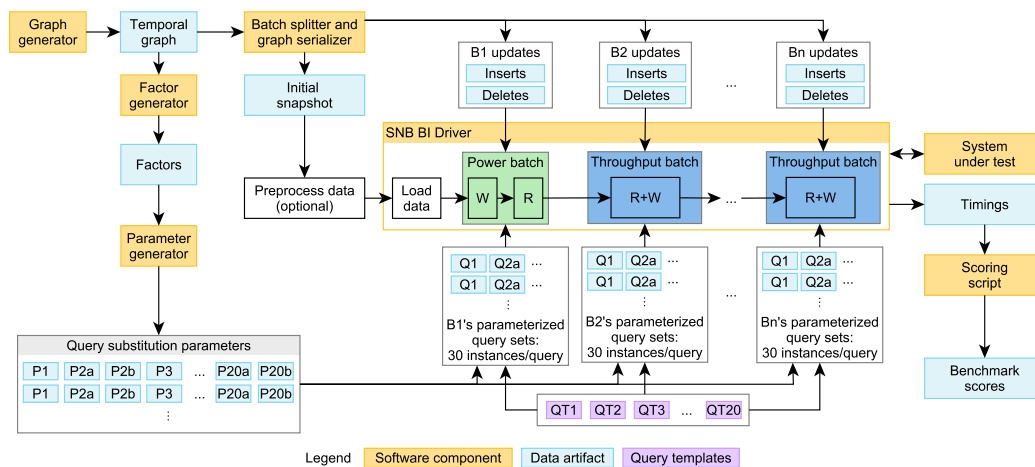 Graph
generator
Temporal
graph
Batch splitter and
graph serializer
Factor
generator
Initial
snapshot
Factors
Parameter
generator
Preprocess data
(optional)
B1 updates
Inserts
Deletes
B2 updates
Inserts
Deletes
...
Bn updates
Inserts
Deletes
SNB BI Driver
Load
data
Power batch
W
R
Throughput batch
R+W
...
Throughput batch
R+W
System
under test
Timings
Scoring
script
Benchmark
scores
Q1 Q2a ...
Q1 Q2a
⋮
B1's parameterized
query sets:
30 instances/query
Q1 Q2a ...
Q1 Q2a
⋮
B2's parameterized
query sets:
30 instances/query
...
Q1 Q2a ...
Q1 Q2a
⋮
Bn's parameterized
query sets:
30 instances/query
Query substitution parameters
P1 P2a P2b P3 ... P20a P20b
P1 P2a P2b P3 ... P20a P20b
⋮
QT1 QT2 QT3 ... QT20
Legend Software component Data artifact Query templates